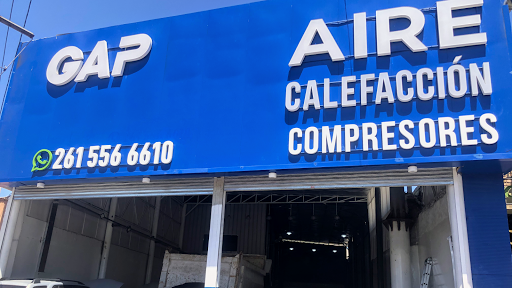 GAP
261 556 6610
AIRE
CALEFACCIÓN
COMPRESORES